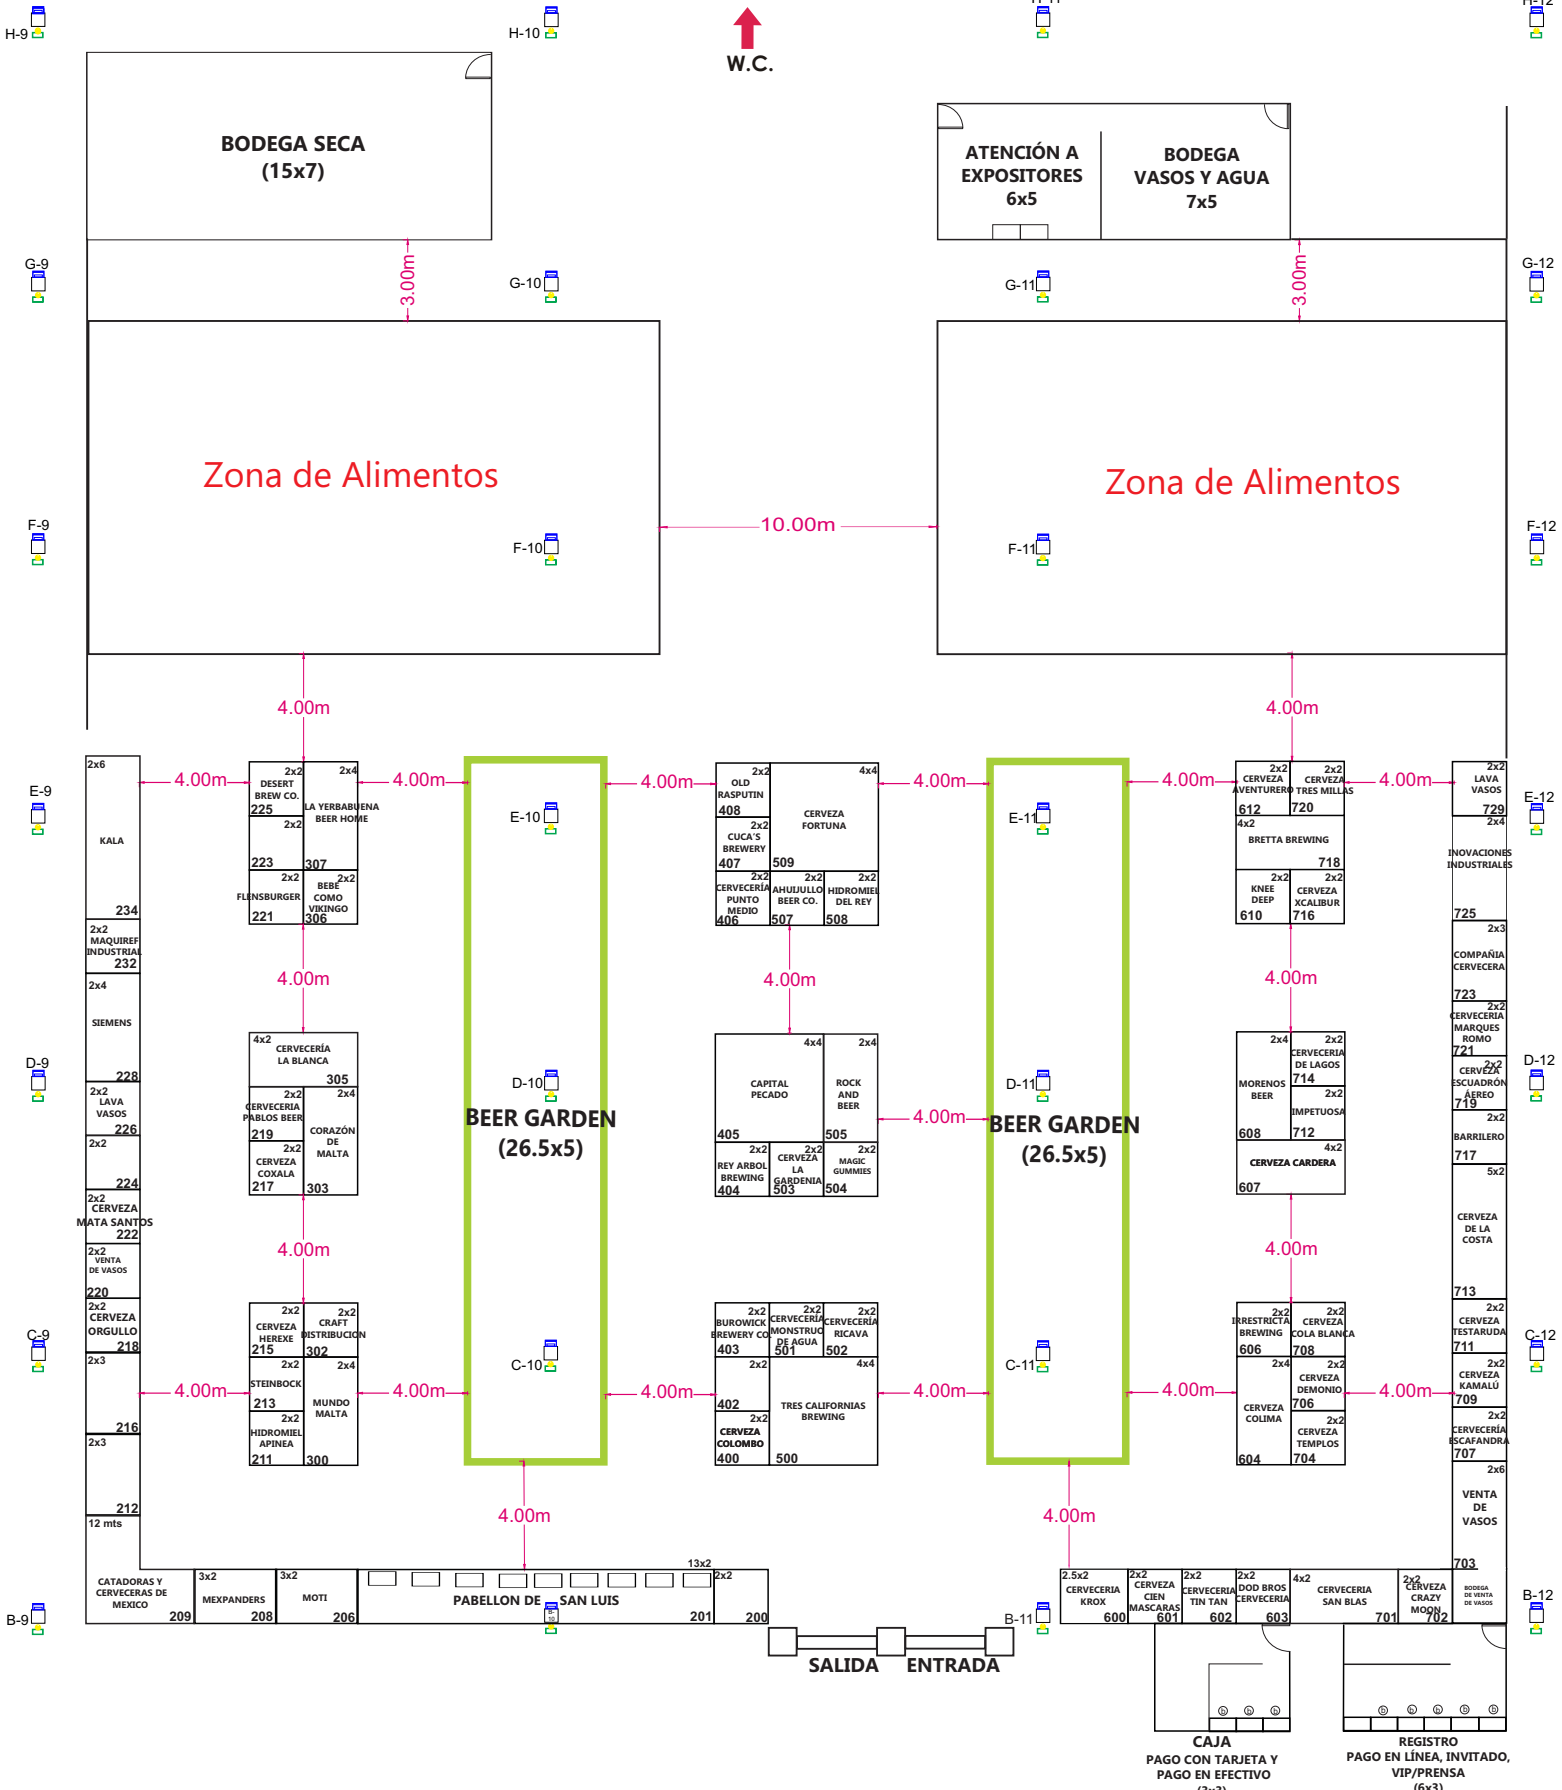 H-9
H-10
H-11
H-12
W.C.
BODEGA SECA
(15x7)
ATENCIÓN A
EXPOSITORES
6x5
BODEGA
VASOS Y AGUA
7x5
G-9
G-10
G-11
G-12
3.00m
3.00m
Zona de Alimentos
Zona de Alimentos
10.00m
F-9
F-10
F-11
F-12
4.00m
4.00m
E-9
E-10
E-11
E-12
4.00m
4.00m
4.00m
4.00m
4.00m
4.00m
2x6
KALA
234
2x2
MAQUIREF
INDUSTRIAL
232
2x4
SIEMENS
228
2x2
LAVA
VASOS
226
2x2
224
2x2
CERVEZA
MATA SANTOS
222
2x2
VENTA
DE VASOS
220
2x2
CERVEZA
ORGULLO
218
2x3
216
2x3
212
12 mts
CATADORAS Y
CERVECERAS DE
MEXICO
209
2x2
DESERT
BREW CO.
225
2x4
LA YERBABUENA
BEER HOME
307
2x2
223
2x2
FLENSBURGER
221
2x2
BEBE
COMO
VIKINGO
306
4.00m
4x2
CERVECERÍA
LA BLANCA
305
2x2
CERVECERIA
PABLOS BEER
219
2x4
CORAZÓN
DE
MALTA
303
2x2
CERVEZA
COXALA
217
4.00m
2x2
CERVEZA
HEREXE
215
2x2
CRAFT
DISTRIBUCION
302
2x2
STEINBOCK
213
2x4
MUNDO
MALTA
300
2x2
HIDROMIEL
APINEA
211
D-9
D-10
D-11
D-12
BEER GARDEN
(26.5x5)
BEER GARDEN
(26.5x5)
C-9
C-10
C-11
C-12
4.00m
4.00m
4.00m
4.00m
4.00m
4.00m
2x2
OLD
RASPUTIN
408
4x4
CERVEZA
FORTUNA
509
2x2
CUCA'S
BREWERY
407
2x2
CERVECERÍA
PUNTO
MEDIO
406
2x2
AHUIJULLO
BEER CO.
507
2x2
HIDROMIEL
DEL REY
508
4.00m
4x4
CAPITAL
PECADO
405
2x4
ROCK
AND
BEER
505
4.00m
2x2
REY ARBOL
BREWING
404
2x2
CERVEZA
LA
GARDENIA
503
2x2
MAGIC
GUMMIES
504
2x2
BUROWICK
BREWERY CO.
403
2x2
CERVECERÍA
MONSTRUO
DE AGUA
501
2x2
CERVECERÍA
RICAVA
502
2x2
402
4x4
TRES CALIFORNIAS
BREWING
500
2x2
CERVEZA
COLOMBO
400
2x2
CERVEZA
AVENTURERO
612
2x2
CERVEZA
TRES MILLAS
720
4x2
BRETTA BREWING
718
2x2
KNEE
DEEP
610
2x2
CERVEZA
XCALIBUR
716
4.00m
2x4
MORENOS
BEER
608
2x2
CERVECERIA
DE LAGOS
714
2x2
IMPETUOSA
712
4x2
CERVEZA CARDERA
607
4.00m
2x2
IRRESTRICTA
BREWING
606
2x2
CERVEZA
COLA BLANCA
708
2x4
CERVEZA
COLIMA
604
2x2
CERVEZA
DEMONIO
706
2x2
CERVEZA
TEMPLOS
704
2x2
LAVA
VASOS
729
2x4
INOVACIONES
INDUSTRIALES
725
2x3
COMPAÑIA
CERVECERA
723
2x2
CERVECERIA
MARQUES
ROMO
721
2x2
CERVEZA
ESCUADRÓN
AÉREO
719
2x2
BARRILERO
717
5x2
CERVEZA
DE LA
COSTA
713
2x2
CERVEZA
TESTARUDA
711
2x2
CERVEZA
KAMALÚ
709
2x2
CERVECERÍA
ESCAFANDRA
707
2x6
VENTA
DE
VASOS
703
4.00m
4.00m
3x2
MEXPANDERS
208
3x2
MOTI
206
13x2
PABELLON DE SAN LUIS
201
2x2
200
2.5x2
CERVECERIA
KROX
600
2x2
CERVEZA
CIEN
MASCARAS
601
2x2
CERVECERIA
TIN TAN
602
2x2
DOD BROS
CERVECERIA
603
4x2
CERVECERIA
SAN BLAS
701
2x2
CERVEZA
CRAZY
MOON
702
BODEGA
DE VENTA
DE VASOS
B-9
B-10
B-11
B-12
SALIDA
ENTRADA
b b b
b b b b b
CAJA
PAGO CON TARJETA Y
PAGO EN EFECTIVO
REGISTRO
PAGO EN LÍNEA, INVITADO,
VIP/PRENSA
(6x3)